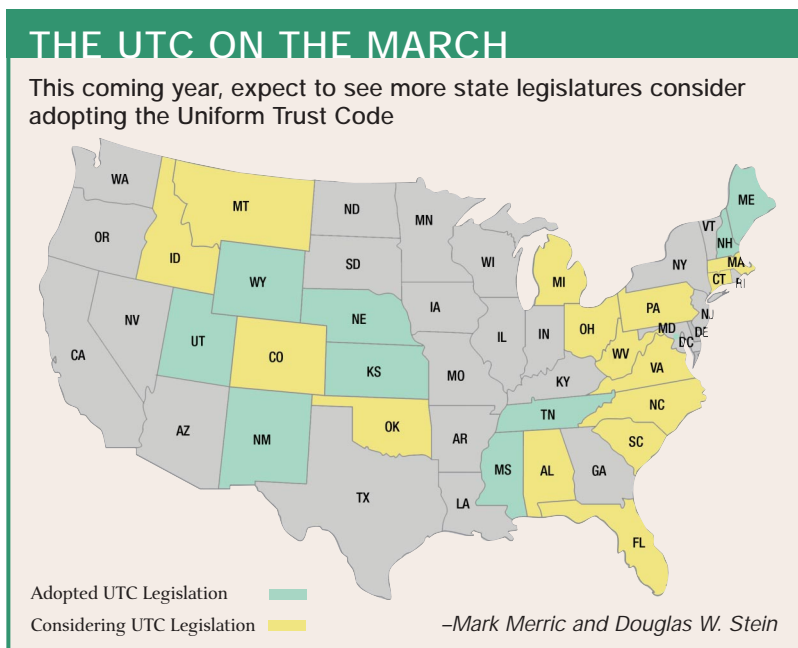 THE UTC ON THE MARCH
This coming year, expect to see more state legislatures consider
adopting the Uniform Trust Code
WA
OR
CA
NV
ID
MT
WY
UT
AZ
CO
NM
ND
SD
NE
KS
OK
TX
MN
IA
MO
AR
LA
WI
IL
MI
IN
OH
KY
TN
MS
AL
GA
FL
SC
NC
VA
WV
PA
NY
VT
NH
ME
MA
CT
RI
NJ
DE
MD
DC
Adopted UTC Legislation
Considering UTC Legislation
–Mark Merric and Douglas W. Stein